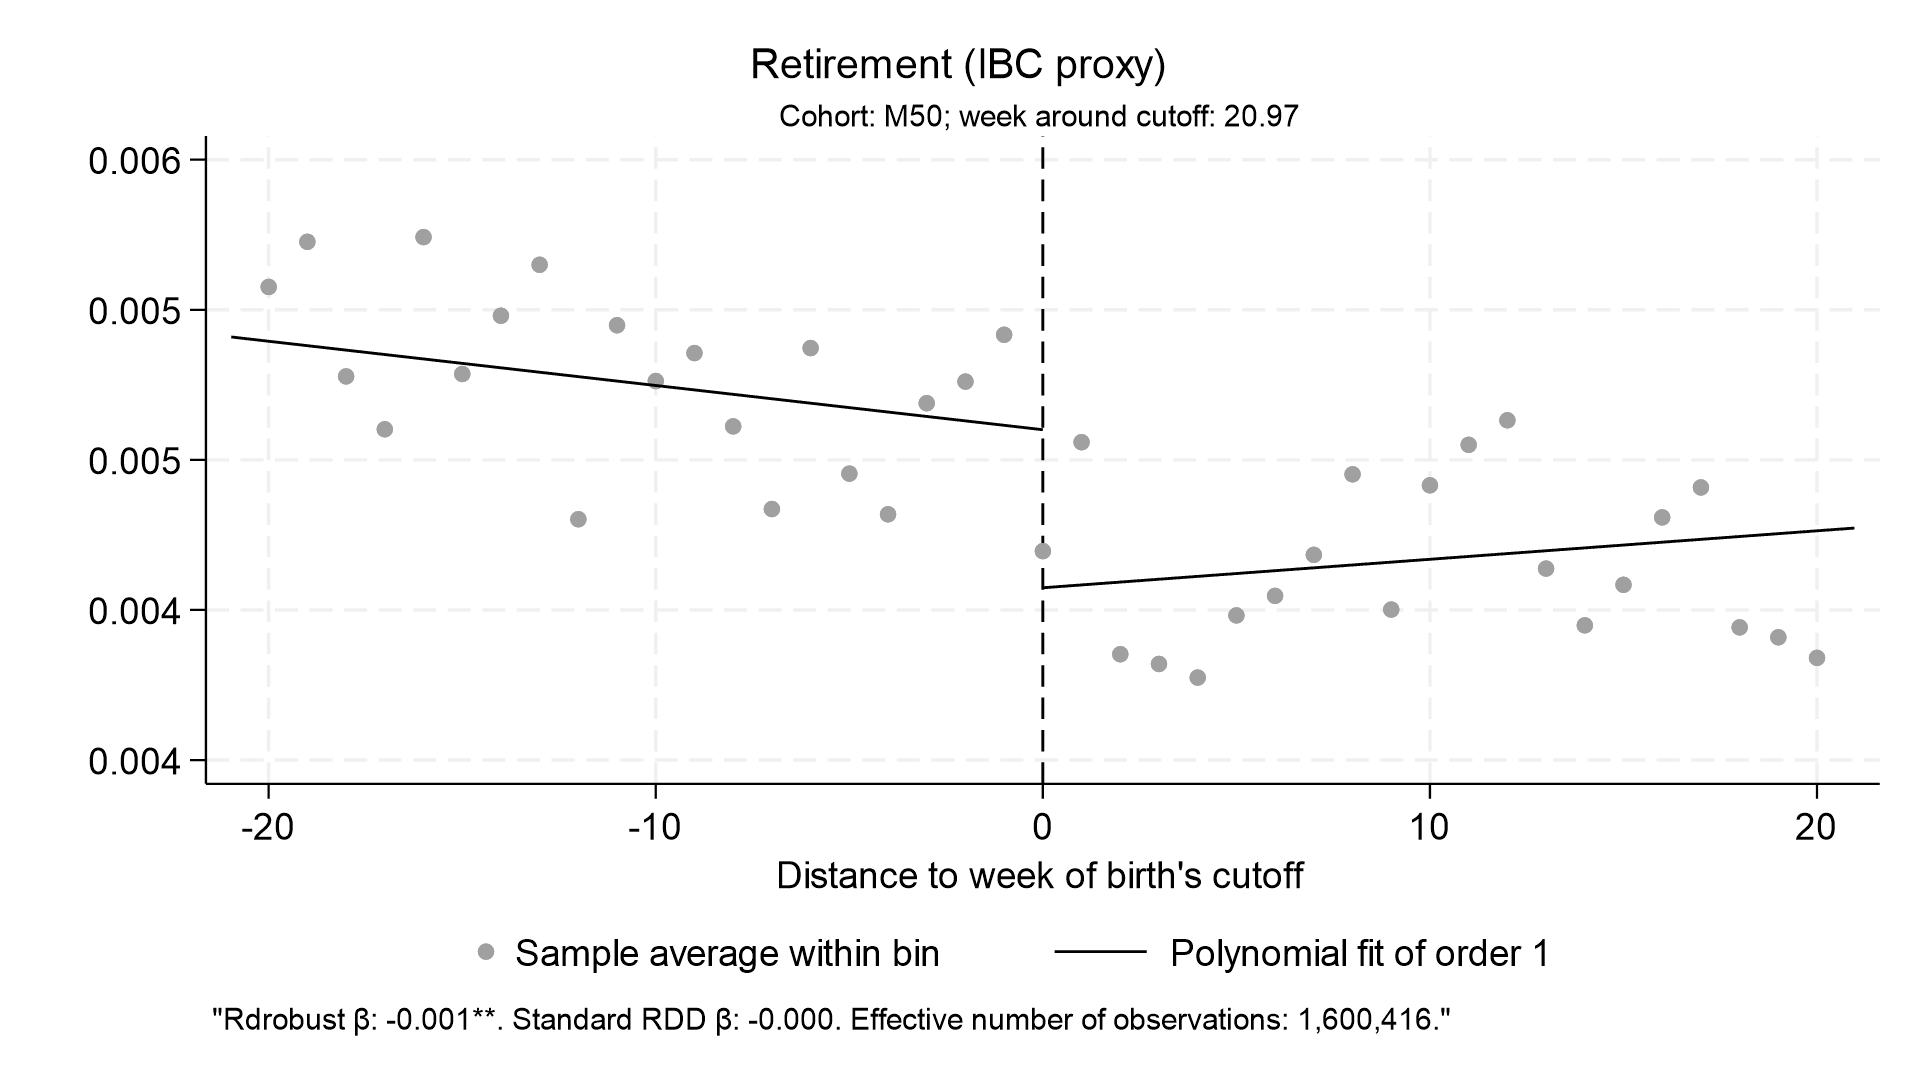 Retirement (IBC proxy)
Cohort: M50; week around cutoff: 20.97
0.006
0.005
0.005
0.004
0.004
-20
-10
0
10
20
Distance to week of birth's cutoff
Sample average within bin
Polynomial fit of order 1
"Rdrobust β: -0.001**. Standard RDD β: -0.000. Effective number of observations: 1,600,416."